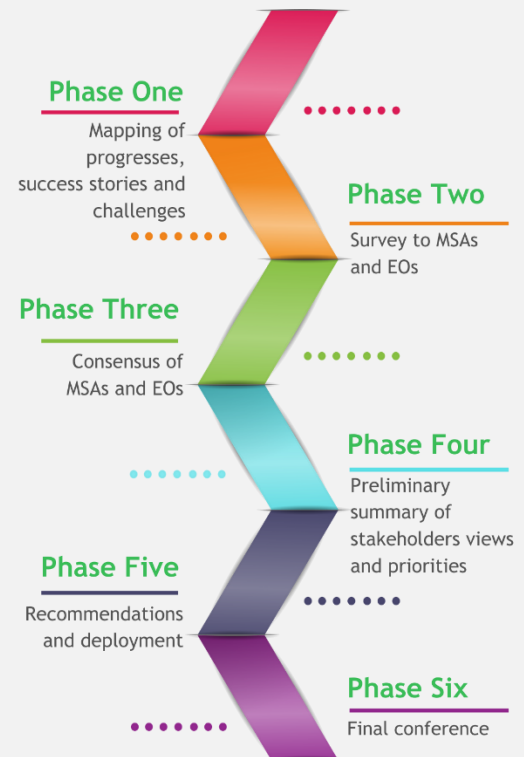 Phase One
Mapping of
progresses,
success stories and
challenges
Phase Two
Survey to MSAs
and EOs
Phase Three
Consensus of
MSAs and EOs
Phase Four
Preliminary
summary of
stakeholders views
and priorities
Phase Five
Recommendations
and deployment
Phase Six
Final conference